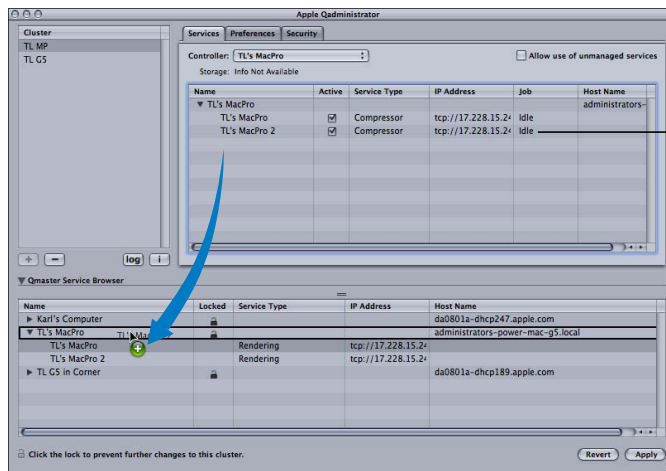 Apple Qadministrator
Cluster
TL MP
TL G5
Services Preferences Security
Controller: TL's MacPro
Allow use of unmanaged services
Storage: Info Not Available
Name Active Service Type IP Address Job Host Name
TL's MacPro administrators-
TL's MacPro Compressor tcp://17.228.15.24 Idle
TL's MacPro 2 Compressor tcp://17.228.15.24 Idle
+ − log i
Qmaster Service Browser
Name Locked Service Type IP Address Host Name
Karl's Computer da0801a-dhcp247.apple.com
TL's MacPro administrators-power-mac-g5.local
TL's MacPro Rendering tcp://17.228.15.24
TL's MacPro 2 Rendering tcp://17.228.15.24
TL G5 in Corner da0801a-dhcp189.apple.com
Click the lock to prevent further changes to this cluster.
Revert Apply